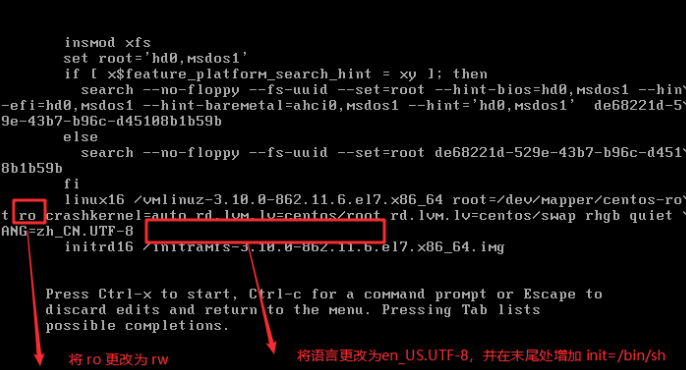 insmod xfs
set root='hd0,msdos1'
if [ x$feature_platform_search_hint = xy ]; then
search --no-floppy --fs-uuid --set=root --hint-bios=hd0,msdos1 --hin\
-efi=hd0,msdos1 --hint-baremetal=ahci0,msdos1 --hint='hd0,msdos1' de68221d-5\
9e-43b7-b96c-d45108b1b59b
else
search --no-floppy --fs-uuid --set=root de68221d-529e-43b7-b96c-d451\
8b1b59b
fi
linux16 /vmlinuz-3.10.0-862.11.6.el7.x86_64 root=/dev/mapper/centos-ro\
t ro crashkernel=auto rd.lvm.lv=centos/root rd.lvm.lv=centos/swap rhgb quiet \
ANG=zh_CN.UTF-8
initrd16 /initramfs-3.10.0-862.11.6.el7.x86_64.img
Press Ctrl-x to start, Ctrl-c for a command prompt or Escape to
discard edits and return to the menu. Pressing Tab lists
possible completions.
将 ro 更改为 rw
将语言更改为en_US.UTF-8，并在末尾处增加 init=/bin/sh